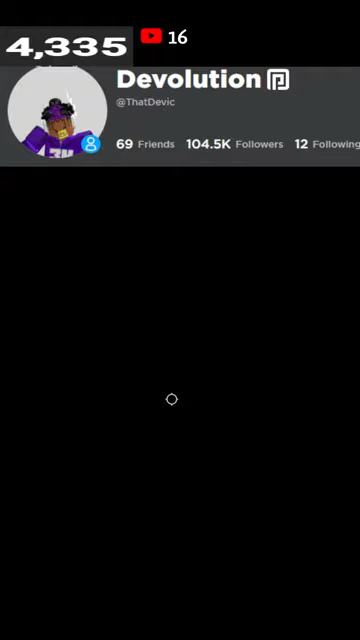 4,335
16
Devolution
@ThatDevic
69 Friends 104.5K Followers 12 Following